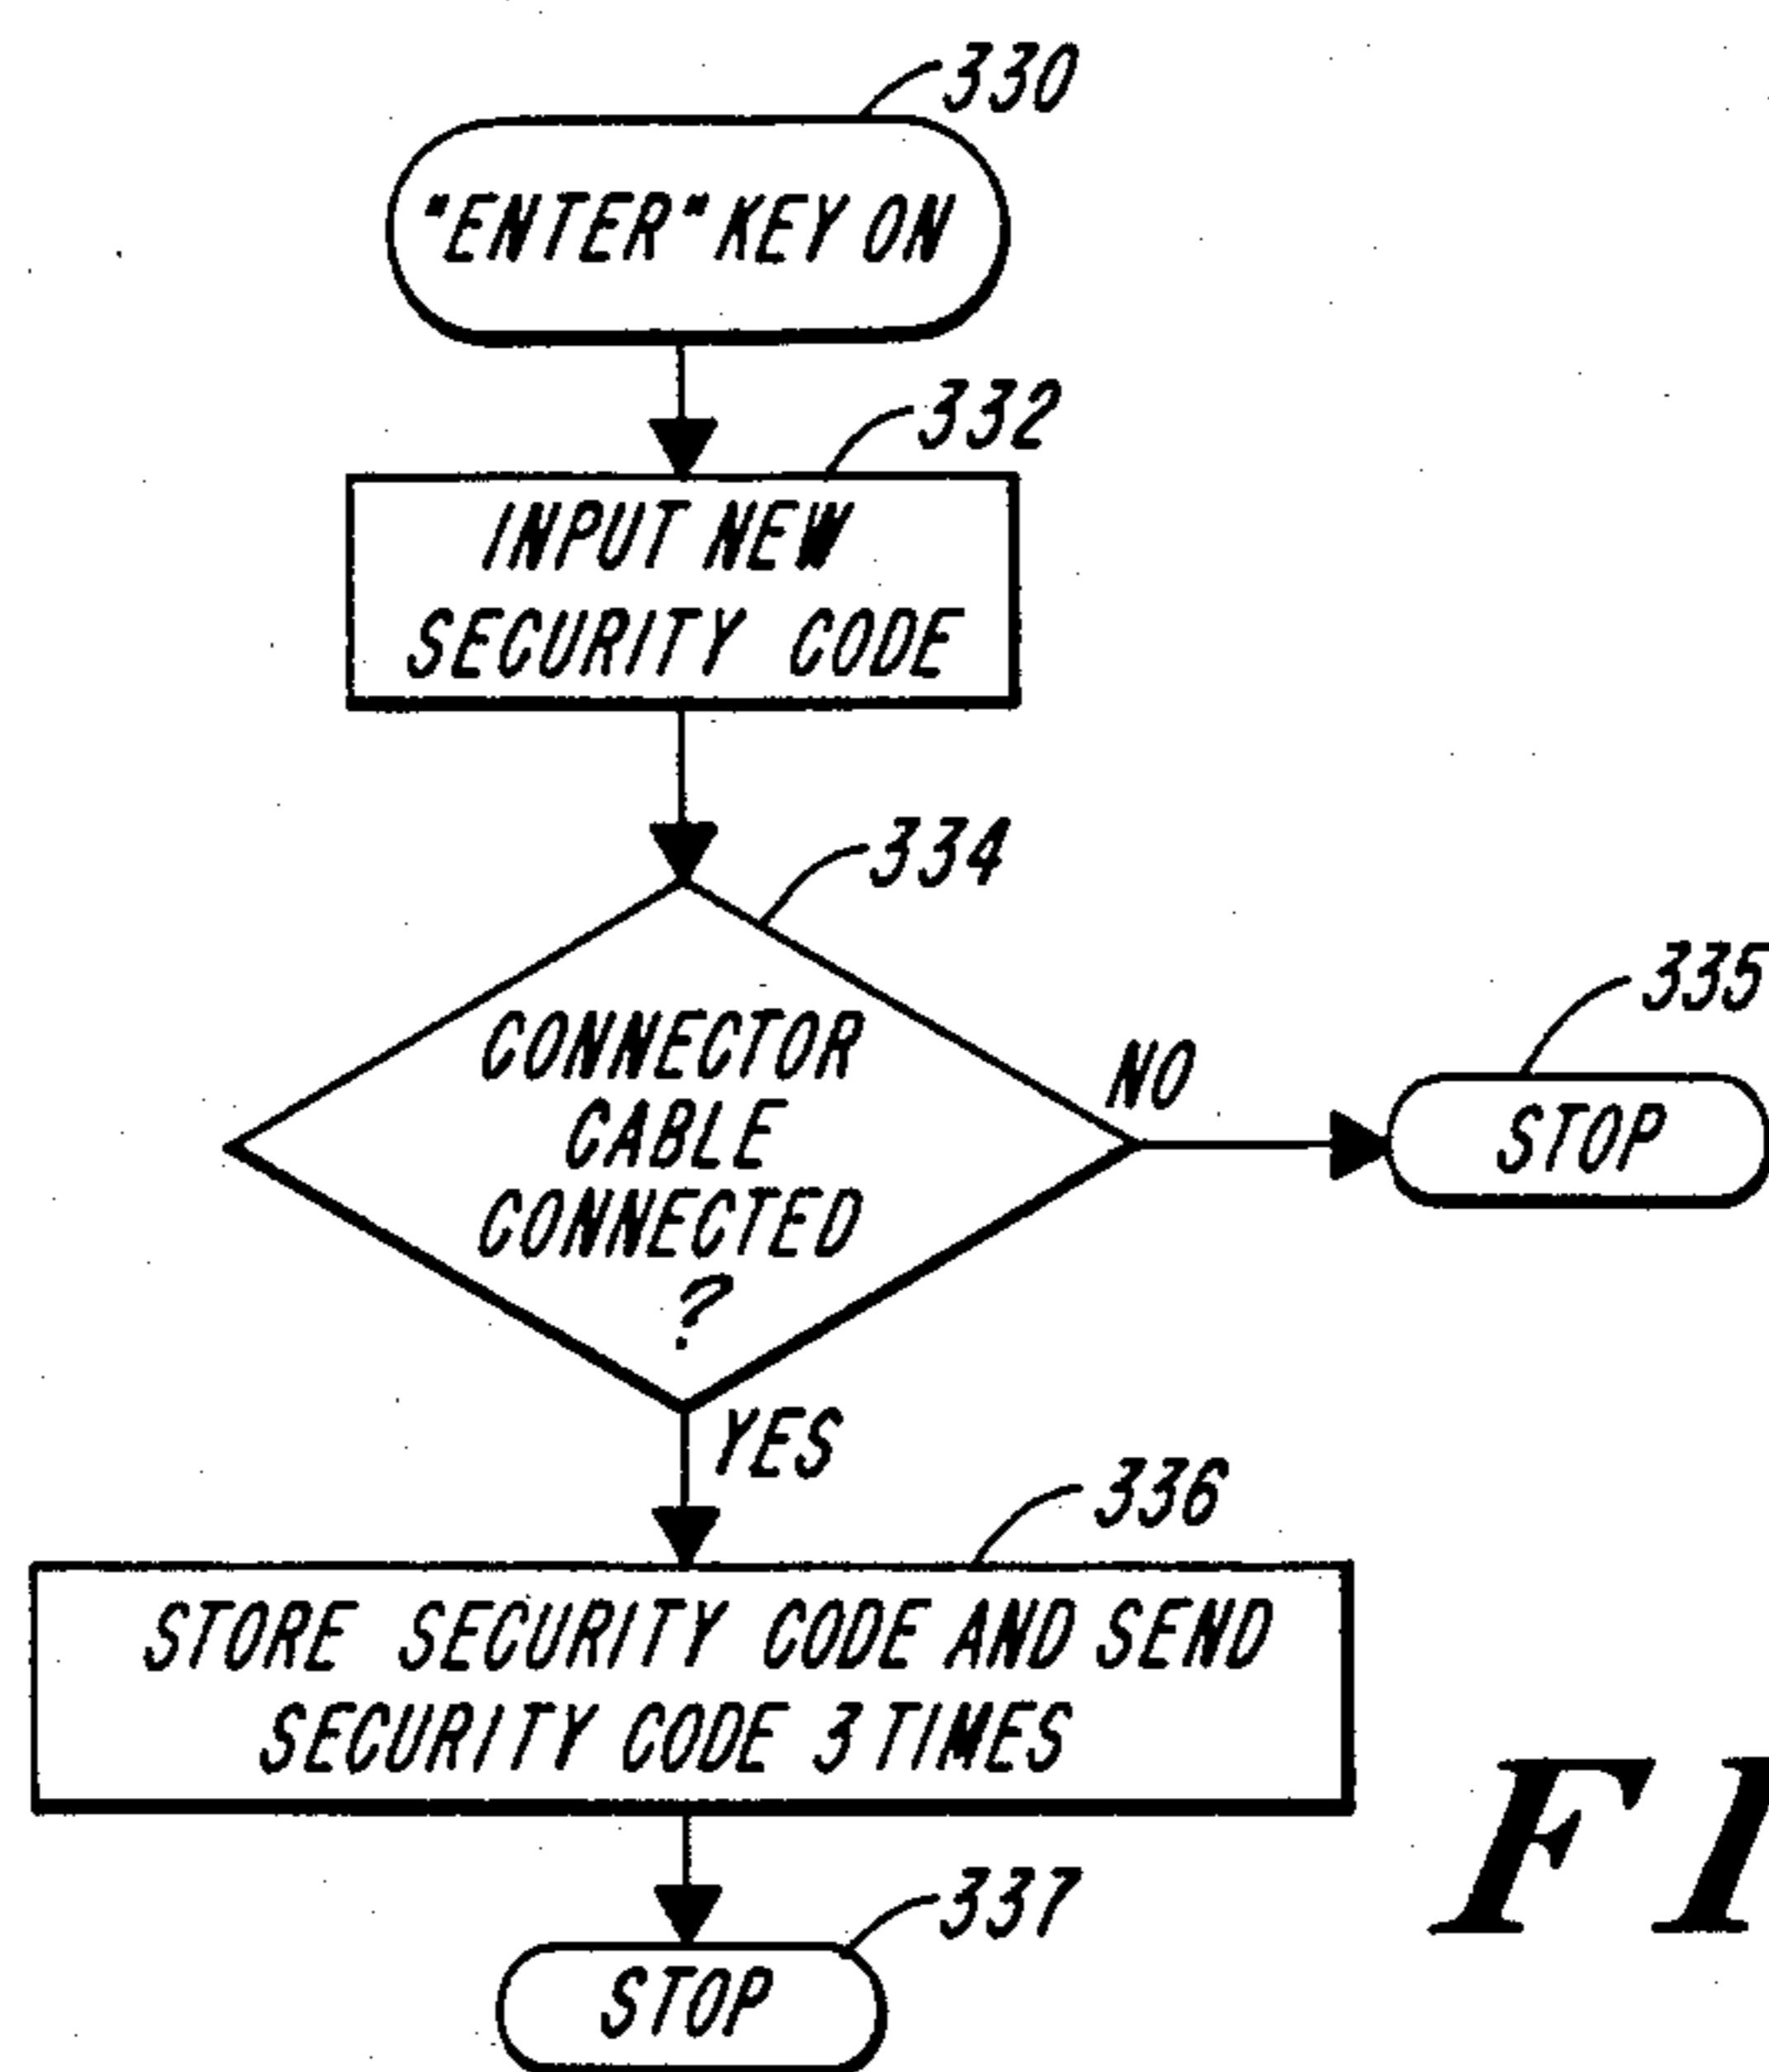 330
"ENTER" KEY ON
332
INPUT NEW
SECURITY CODE
334
CONNECTOR
CABLE
CONNECTED
?
NO
335
STOP
YES
336
STORE SECURITY CODE AND SEND
SECURITY CODE 3 TIMES
337
STOP